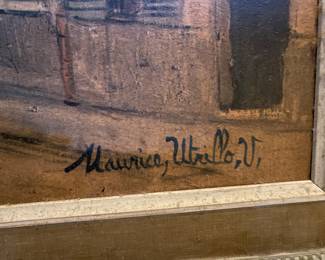 Maurice, Utrillo, V,